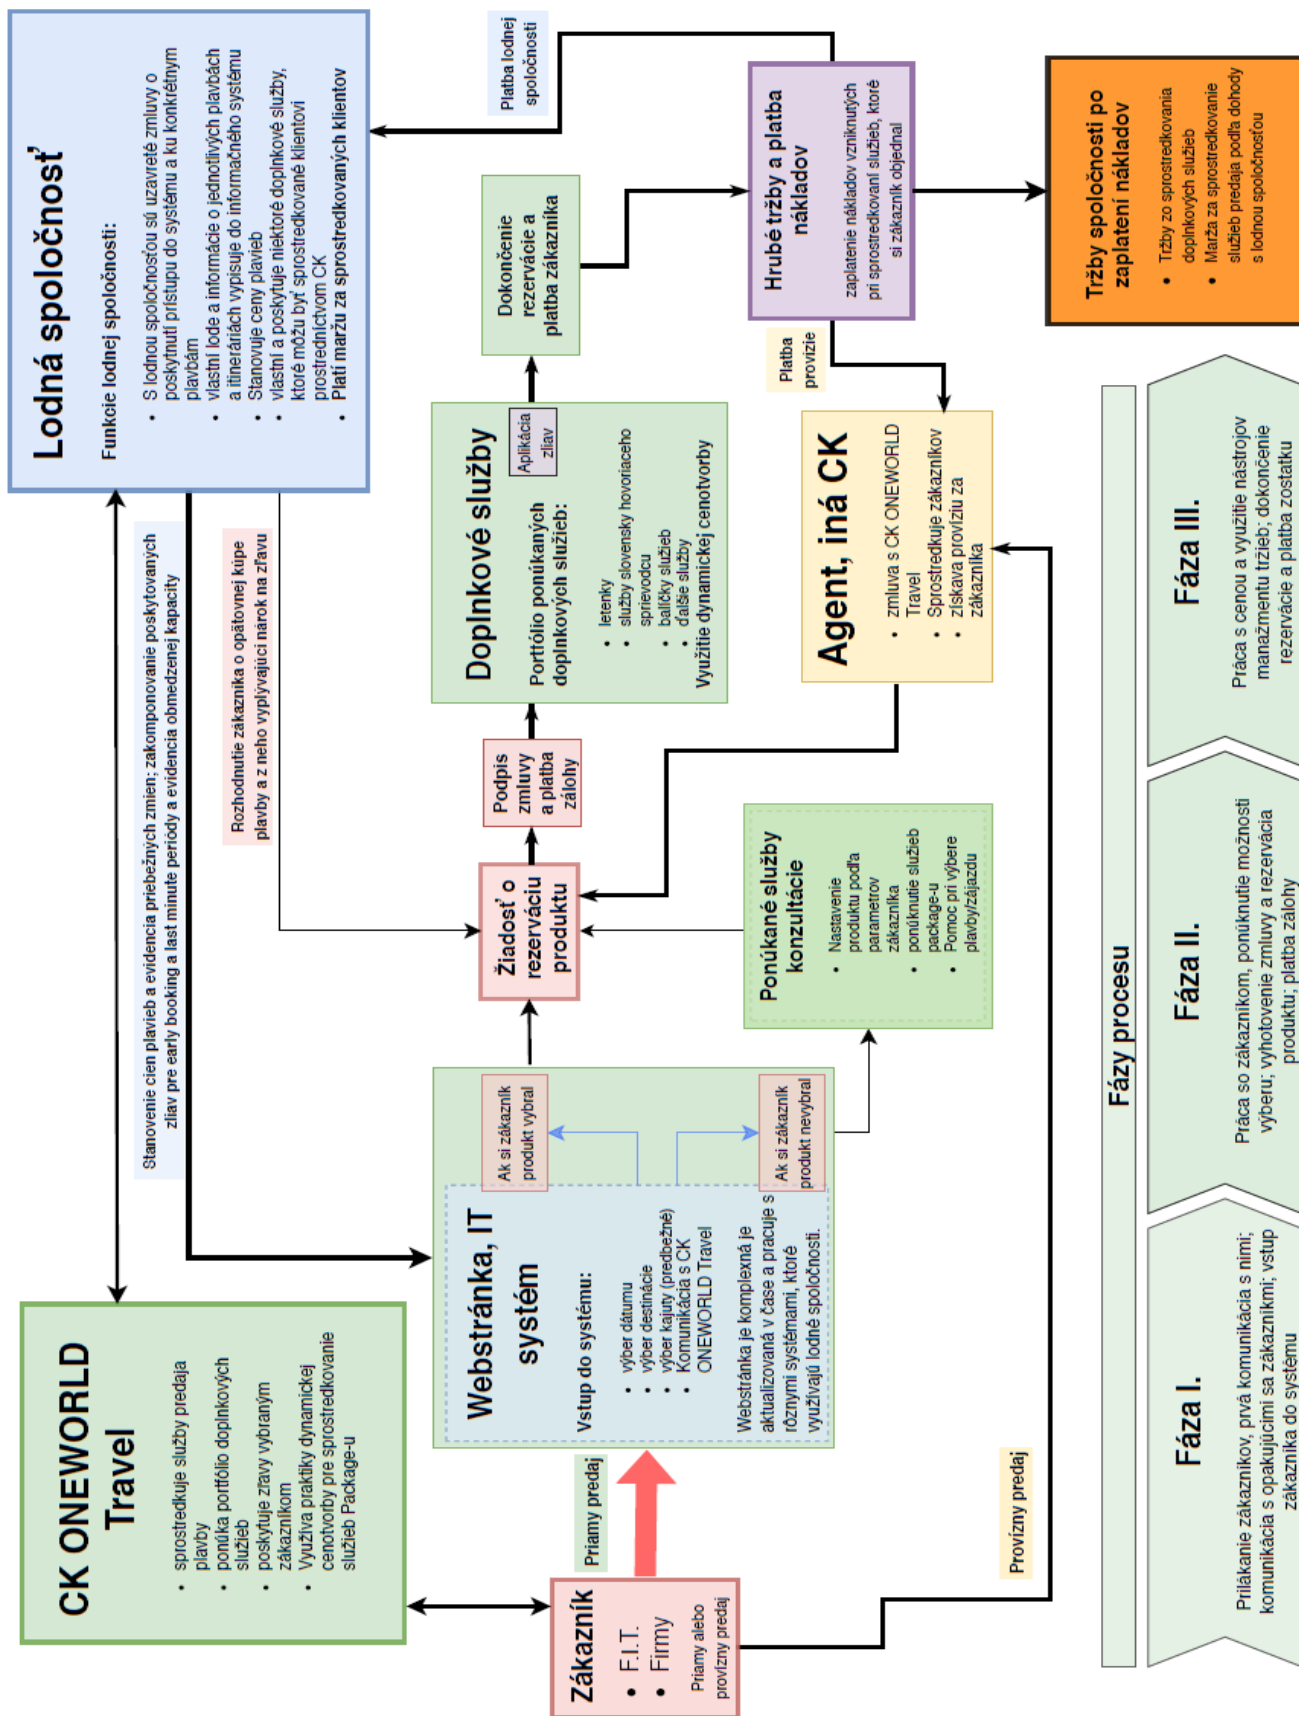 CK ONEWORLD
Travel
• sprostredkuje služby predaja
plavby
• ponúka portfólio doplnkových
služieb
• poskytuje zľavy vybraným
zákazníkom
• Využíva praktiky dynamickej
cenotvorby pre sprostredkovanie
služieb Package-u
Stanovenie cien plavieb a evidencia priebežných zmien; zakomponovanie poskytovaných
zliav pre early booking a last minute periódy a evidencia obmedzenej kapacity
Rozhodnutie zákazníka o opätovnej kúpe
plavby a z neho vyplývajúci nárok na zľavu
Lodná spoločnosť
Funkcie lodnej spoločnosti:
• S lodnou spoločnosťou sú uzavreté zmluvy o
poskytnutí prístupu do systému a ku konkrétnym
plavbám
• vlastní lode a informácie o jednotlivých plavbách
a itineráriách vypisuje do informačného systému
• Stanovuje ceny plavieb
• vlastní a poskytuje niektoré doplnkové služby,
ktoré môžu byť sprostredkované klientovi
prostredníctvom CK
• Platí maržu za sprostredkovaných klientov
Zákazník
• F.I.T.
• Firmy
Priamy alebo
provízny predaj
Priamy predaj
Webstránka, IT
systém
Vstup do systému:
• výber dátumu
• výber destinácie
• výber kajuty (predbežné)
• Komunikácia s CK
ONEWORLD Travel
Webstránka je komplexná je
aktualizovaná v čase a pracuje s
rôznymi systémami, ktoré
využívajú lodné spoločnosti.
Ak si zákazník
produkt vybral
Ak si zákazník
produkt nevybral
Žiadosť o
rezerváciu
produktu
Podpis
zmluvy
a platba
zálohy
Doplnkové služby
Aplikácia
zliav
Portfólio ponúkaných
doplnkových služieb:
• letenky
• služby slovensky hovoriaceho
sprievodcu
• balíčky služieb
• ďalšie služby
Využitie dynamickej cenotvorby
Dokončenie
rezervácie a
platba zákazníka
Platba lodnej
spoločnosti
Ponúkané služby
konzultácie
• Nastavenie
produktu podľa
parametrov
zákazníka
• ponúknutie služieb
package-u
• Pomoc pri výbere
plavby/zájazdu
Agent, iná CK
• zmluva s CK ONEWORLD
Travel
• Sprostredkuje zákazníkov
• získava províziu za
zákazníka
Platba
provízie
Hrubé tržby a platba
nákladov
zaplatenie nákladov vzniknutých
pri sprostredkovaní služieb, ktoré
si zákazník objednal
Provízny predaj
Tržby spoločnosti po
zaplatení nákladov
• Tržby zo sprostredkovania
doplnkových služieb
• Marža za sprostredkovanie
služieb predaja podľa dohody
s lodnou spoločnosťou
Fázy procesu
Fáza I.
Prilákanie zákazníkov, prvá komunikácia s nimi;
komunikácia s opakujúcimi sa zákazníkmi; vstup
zákazníka do systému
Fáza II.
Práca so zákazníkom, ponúknutie možnosti
výberu; vyhotovenie zmluvy a rezervácia
produktu; platba zálohy
Fáza III.
Práca s cenou a využitie nástrojov
manažmentu tržieb; dokončenie
rezervácie a platba zostatku